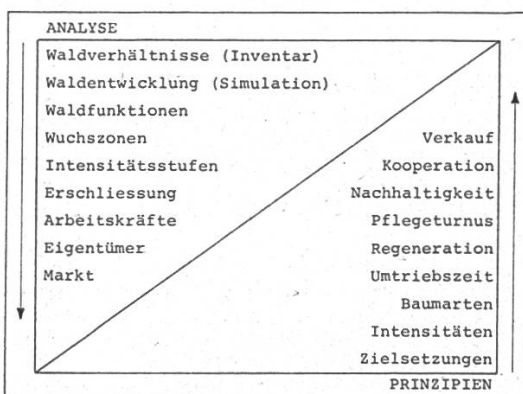 ANALYSE
Waldverhältnisse (Inventar)
Waldentwicklung (Simulation)
Waldfunktionen
Wuchszonen
Intensitätsstufen
Erschliessung
Arbeitskräfte
Eigentümer
Markt
Verkauf
Kooperation
Nachhaltigkeit
Pflegeturnus
Regeneration
Umtriebszeit
Baumarten
Intensitäten
Zielsetzungen
PRINZIPIEN